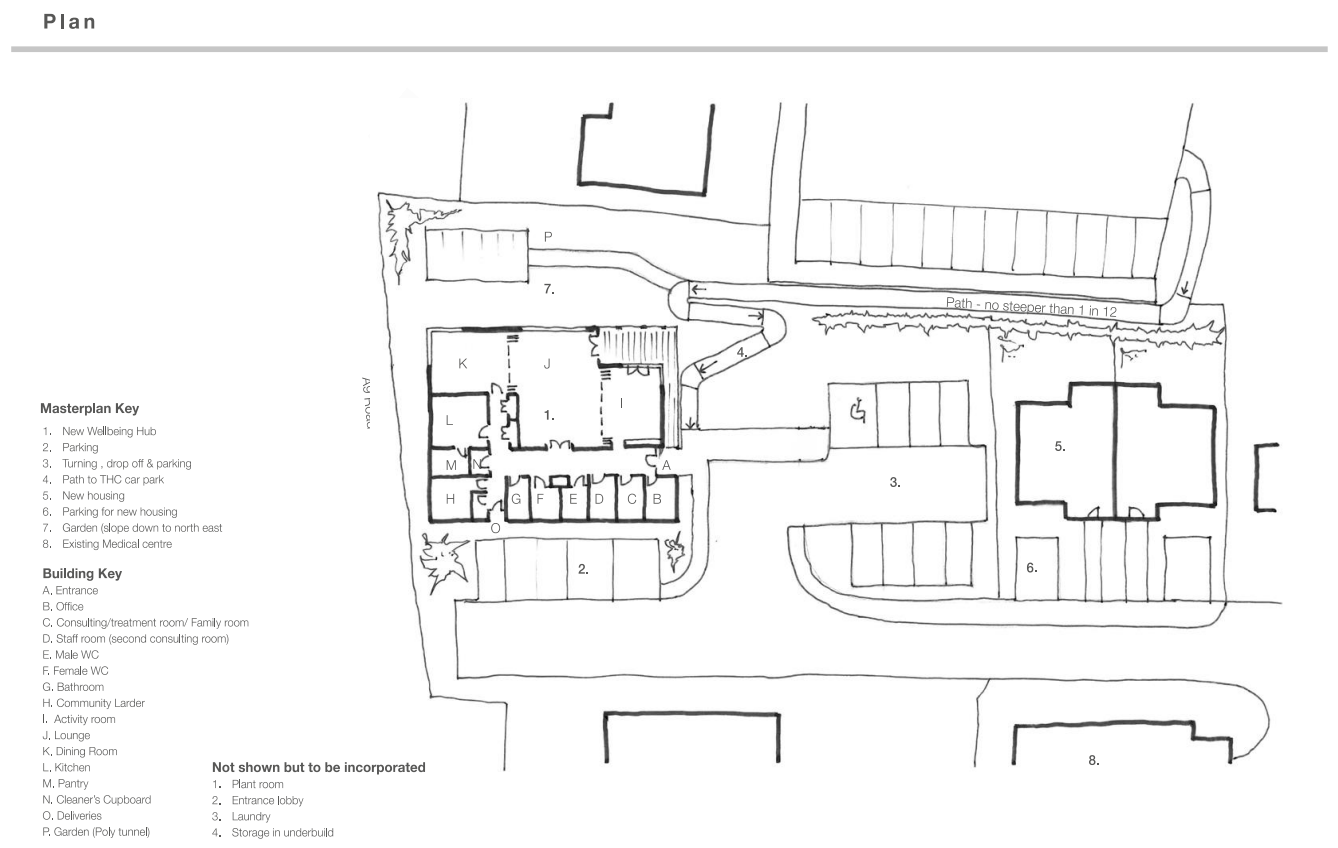 Plan
P
7.
Path - no steeper than 1 in 12
4.
K
J
I
1.
L
M
N
A
H
G
F
E
D
C
B
O
2.
3.
5.
6.
8.
Masterplan Key
1. New Wellbeing Hub
2. Parking
3. Turning , drop off & parking
4. Path to THC car park
5. New housing
6. Parking for new housing
7. Garden (slope down to north east
8. Existing Medical centre
Building Key
A. Entrance
B. Office
C. Consulting/treatment room/ Family room
D. Staff room (second consulting room)
E. Male WC
F. Female WC
G. Bathroom
H. Community Larder
I. Activity room
J. Lounge
K. Dining Room
L. Kitchen
M. Pantry
N. Cleaner's Cupboard
O. Deliveries
P. Garden (Poly tunnel)
Not shown but to be incorporated
1. Plant room
2. Entrance lobby
3. Laundry
4. Storage in underbuild